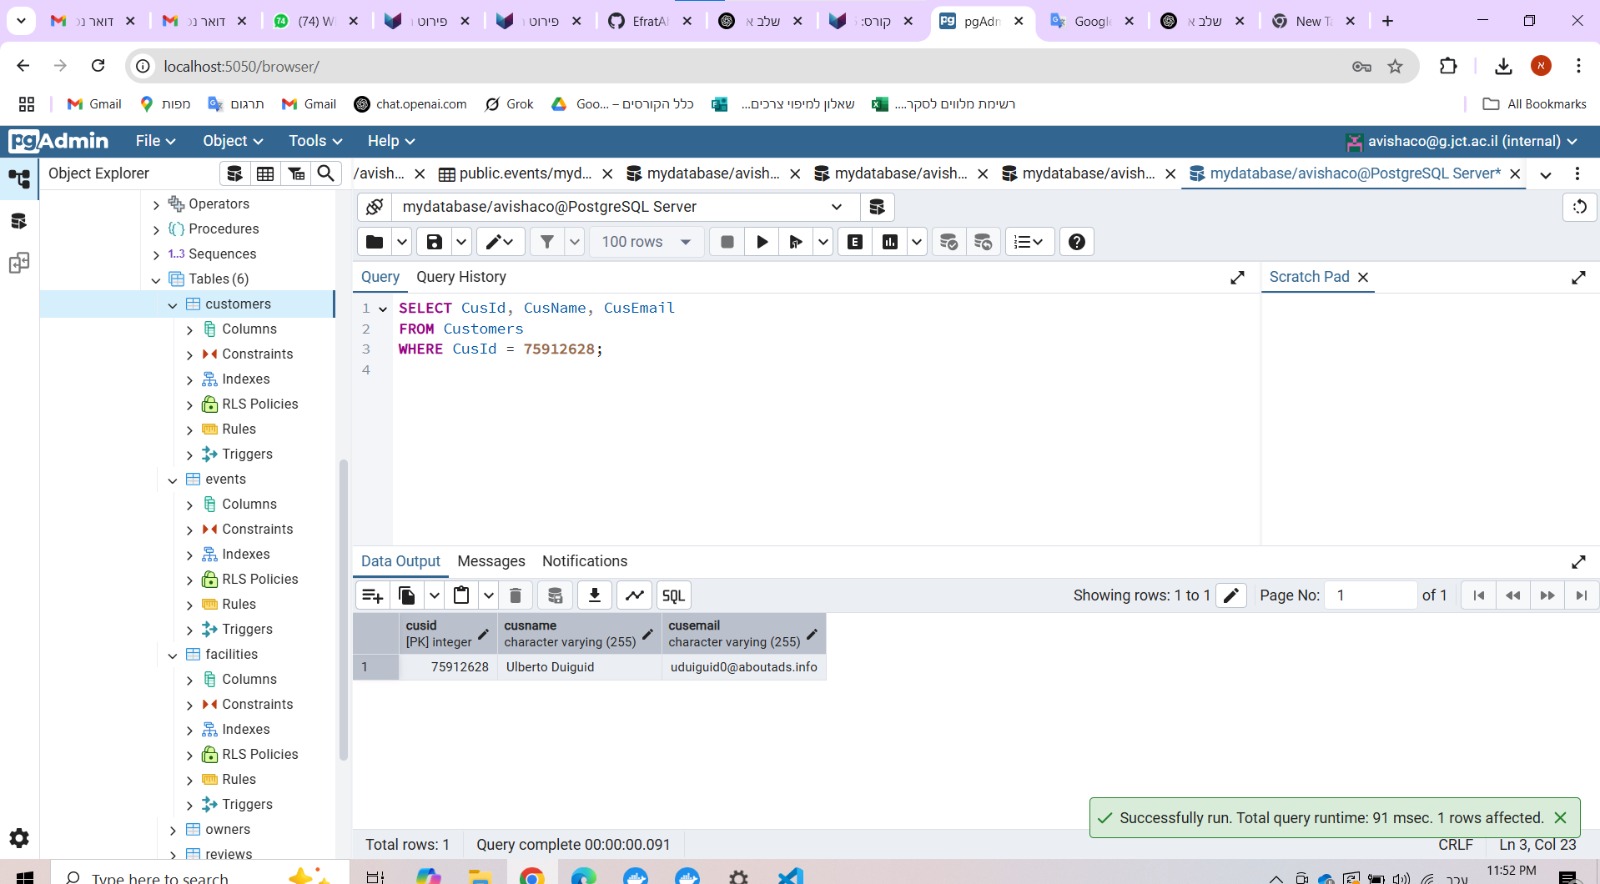 דואר נכ
דואר נכ
(74) W
פירוט ו
פירוט ו
EfratA
שלב א
קורס: 5
pgAdm
Google
שלב א
New Ta
localhost:5050/browser/
Gmail
מפות
תרגום
Gmail
chat.openai.com
Grok
כלל הקורסים – Goo...
שאלון למיפוי צרכים...
רשימת מלווים לסקר....
All Bookmarks
pgAdmin
File
Object
Tools
Help
avishaco@g.jct.ac.il (internal)
Object Explorer
/avish...
public.events/myd...
mydatabase/avish...
mydatabase/avish...
mydatabase/avish...
mydatabase/avishaco@PostgreSQL Server*
Operators
Procedures
1..3 Sequences
Tables (6)
customers
Columns
Constraints
Indexes
RLS Policies
Rules
Triggers
events
Columns
Constraints
Indexes
RLS Policies
Rules
Triggers
facilities
Columns
Constraints
Indexes
RLS Policies
Rules
Triggers
owners
reviews
mydatabase/avishaco@PostgreSQL Server
100 rows
E
Query
Query History
Scratch Pad
1 SELECT CusId, CusName, CusEmail
2 FROM Customers
3 WHERE CusId = 75912628;
4
Data Output
Messages
Notifications
SQL
Showing rows: 1 to 1
Page No: 1 of 1
cusid
[PK] integer
cusname
character varying (255)
cusemail
character varying (255)
1 75912628 Ulberto Duiguid uduiguid0@aboutads.info
Successfully run. Total query runtime: 91 msec. 1 rows affected.
Total rows: 1
Query complete 00:00:00.091
CRLF
Ln 3, Col 23
Type here to search
עבר
11:52 PM